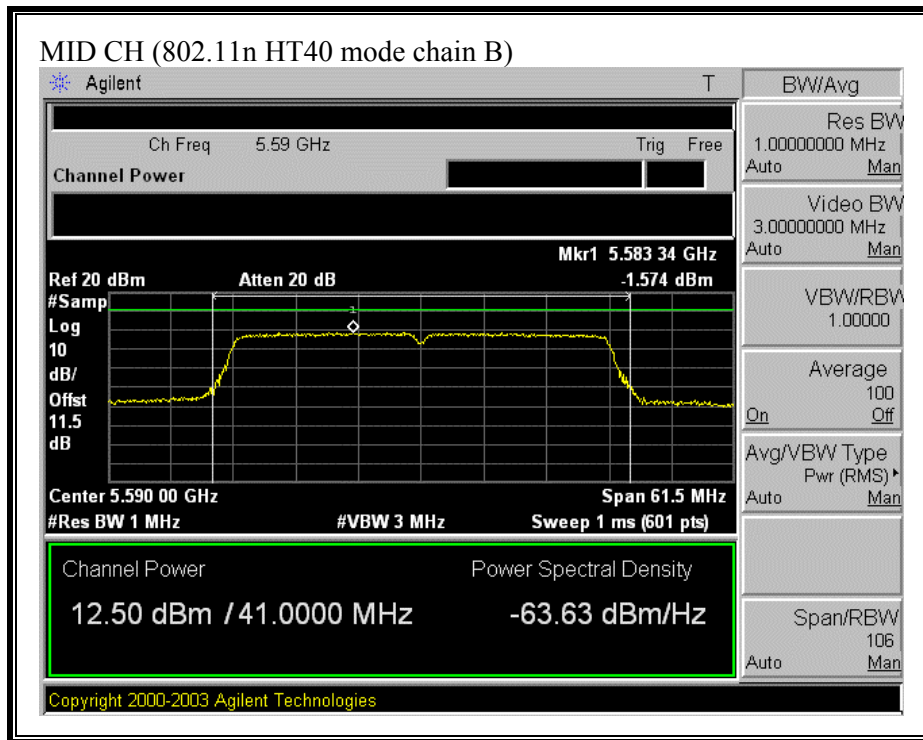 MID CH (802.11n HT40 mode chain B)
Agilent T
Ch Freq 5.59 GHz Trig Free
Channel Power
Mkr1 5.583 34 GHz
Ref 20 dBm Atten 20 dB -1.574 dBm
#Samp
Log
10
dB/
Offst
11.5
dB
1
Center 5.590 00 GHz Span 61.5 MHz
#Res BW 1 MHz #VBW 3 MHz Sweep 1 ms (601 pts)
Channel Power Power Spectral Density
12.50 dBm / 41.0000 MHz -63.63 dBm/Hz
Copyright 2000-2003 Agilent Technologies
BW/Avg
Res BW
1.00000000 MHz
Auto Man
Video BW
3.00000000 MHz
Auto Man
VBW/RBW
1.00000
Average
100
On Off
Avg/VBW Type
Pwr (RMS)
Auto Man
Span/RBW
106
Auto Man